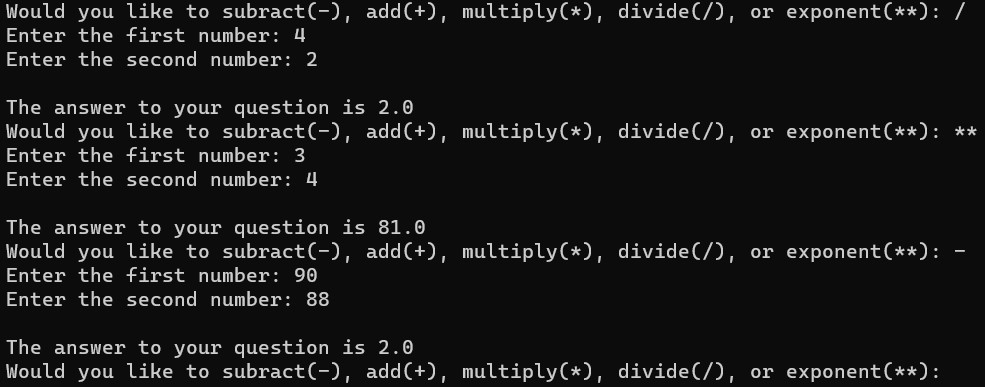 Would you like to subract(-), add(+), multiply(*), divide(/), or exponent(**): /
Enter the first number: 4
Enter the second number: 2
The answer to your question is 2.0
Would you like to subract(-), add(+), multiply(*), divide(/), or exponent(**): **
Enter the first number: 3
Enter the second number: 4
The answer to your question is 81.0
Would you like to subract(-), add(+), multiply(*), divide(/), or exponent(**): -
Enter the first number: 90
Enter the second number: 88
The answer to your question is 2.0
Would you like to subract(-), add(+), multiply(*), divide(/), or exponent(**):